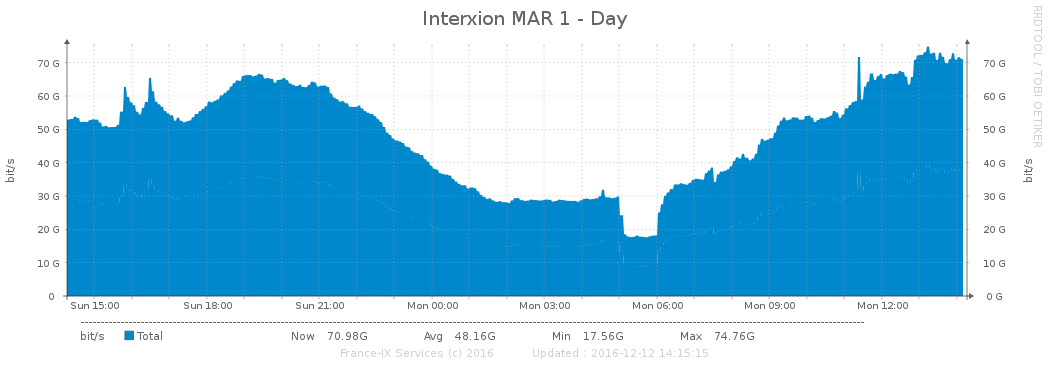 Interxion MAR 1 - Day
RRDTOOL / TOBI OETIKER
bit/s
70 G 70 G
60 G 60 G
50 G 50 G
40 G 40 G
30 G 30 G
20 G 20 G
10 G 10 G
0 0 G
bit/s
Sun 15:00 Sun 18:00 Sun 21:00 Mon 00:00 Mon 03:00 Mon 06:00 Mon 09:00 Mon 12:00
bit/s Total Now 70.98G Avg 48.16G Min 17.56G Max 74.76G
France-IX Services (c) 2016 Updated : 2016-12-12 14:15:15